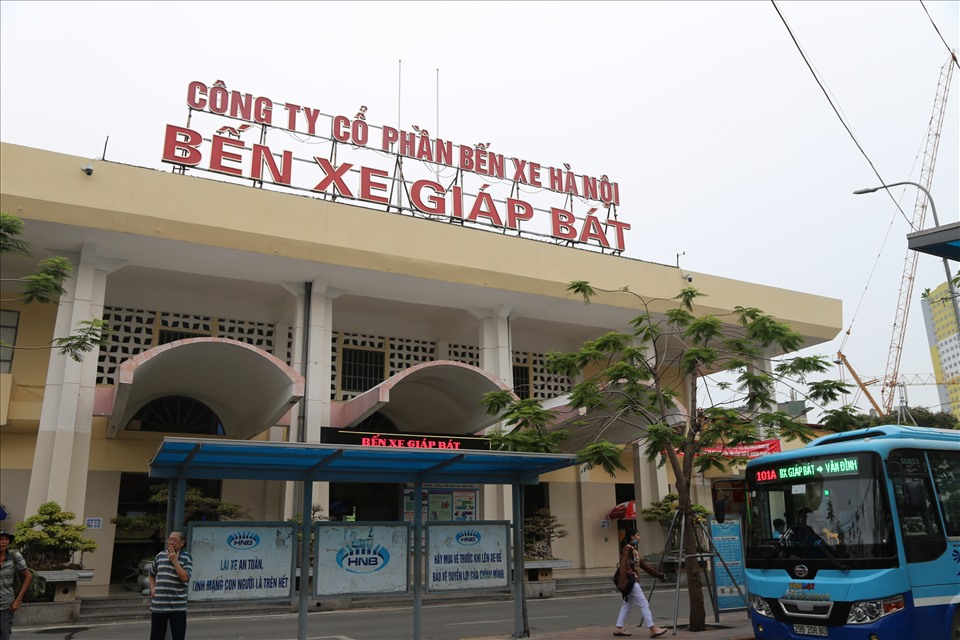 CÔNG TY CỔ PHẦN BẾN XE HÀ NỘI
BẾN XE GIÁP BÁT
BẾN XE GIÁP BÁT
101A BX GIÁP BÁT → VÂN ĐÌNH
HNB
LÁI XE AN TOÀN,
TÍNH MẠNG CON NGƯỜI LÀ TRÊN HẾT
HNB
HNB
HÃY MUA VÉ TRƯỚC KHI LÊN XE
BẢO VỆ QUYỀN LỢI CỦA CHÍNH MÌNH